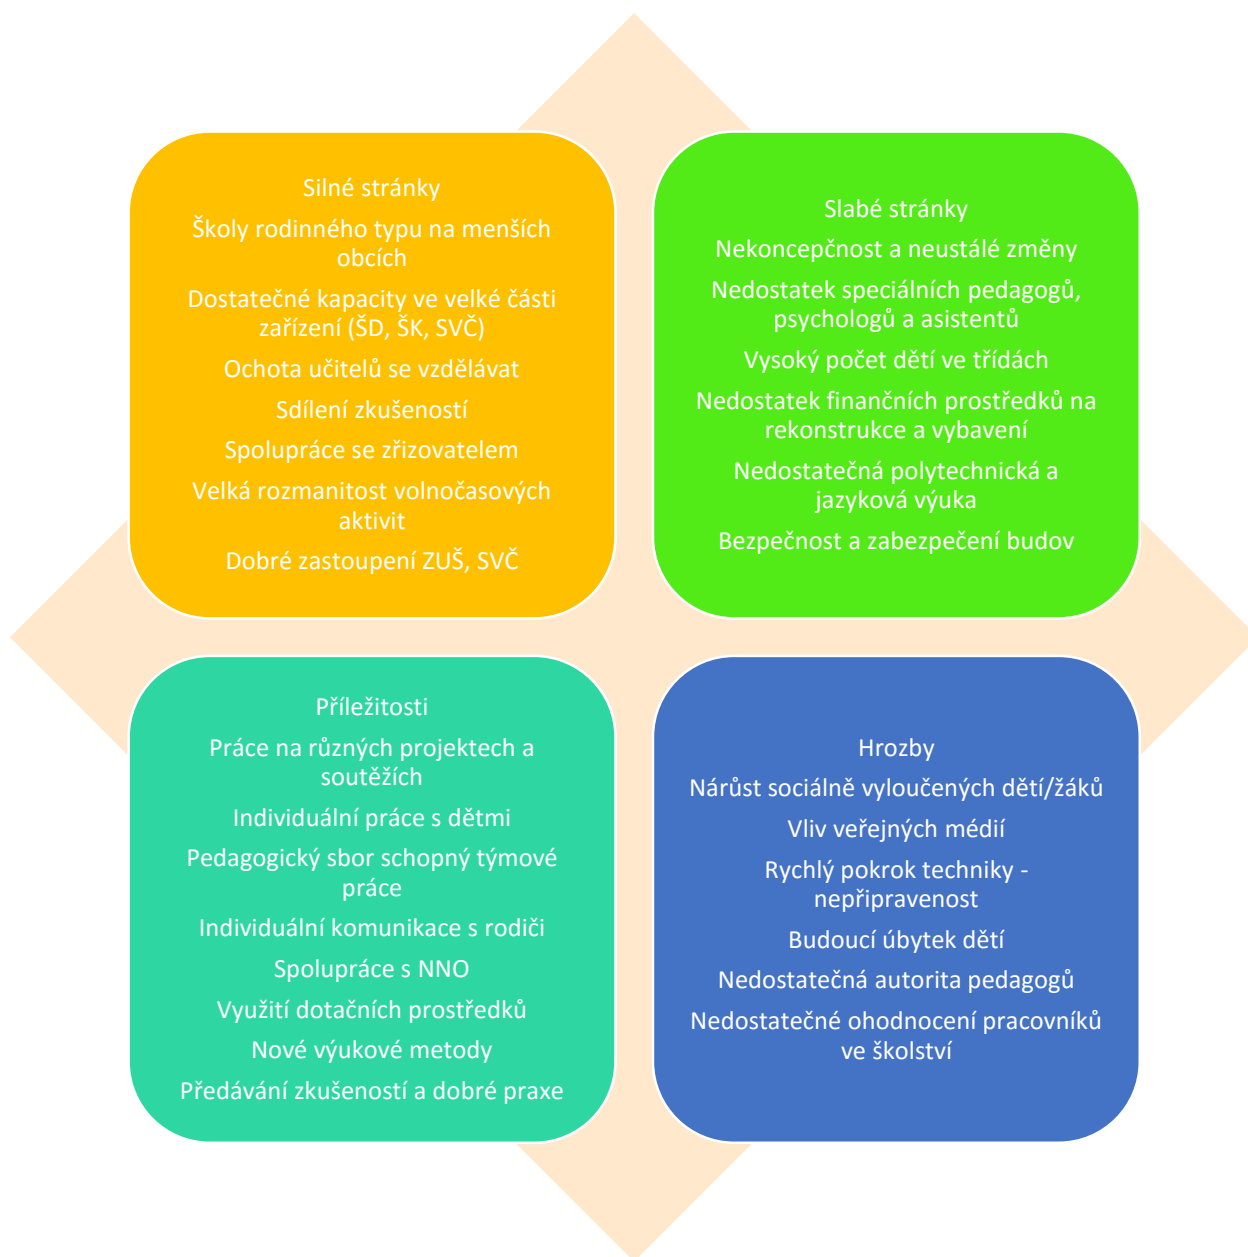 Silné stránky
Školy rodinného typu na menších
obcích
Dostatečné kapacity ve velké části
zařízení (ŠD, ŠK, SVČ)
Ochota učitelů se vzdělávat
Sdílení zkušeností
Spolupráce se zřizovatelem
Velká rozmanitost volnočasových
aktivit
Dobré zastoupení ZUŠ, SVČ
Slabé stránky
Nekoncepčnost a neustálé změny
Nedostatek speciálních pedagogů,
psychologů a asistentů
Vysoký počet dětí ve třídách
Nedostatek finančních prostředků na
rekonstrukce a vybavení
Nedostatečná polytechnická a
jazyková výuka
Bezpečnost a zabezpečení budov
Příležitosti
Práce na různých projektech a
soutěžích
Individuální práce s dětmi
Pedagogický sbor schopný týmové
práce
Individuální komunikace s rodiči
Spolupráce s NNO
Využití dotačních prostředků
Nové výukové metody
Předávání zkušeností a dobré praxe
Hrozby
Nárůst sociálně vyloučených dětí/žáků
Vliv veřejných médií
Rychlý pokrok techniky -
nepřipravenost
Budoucí úbytek dětí
Nedostatečná autorita pedagogů
Nedostatečné ohodnocení pracovníků
ve školství